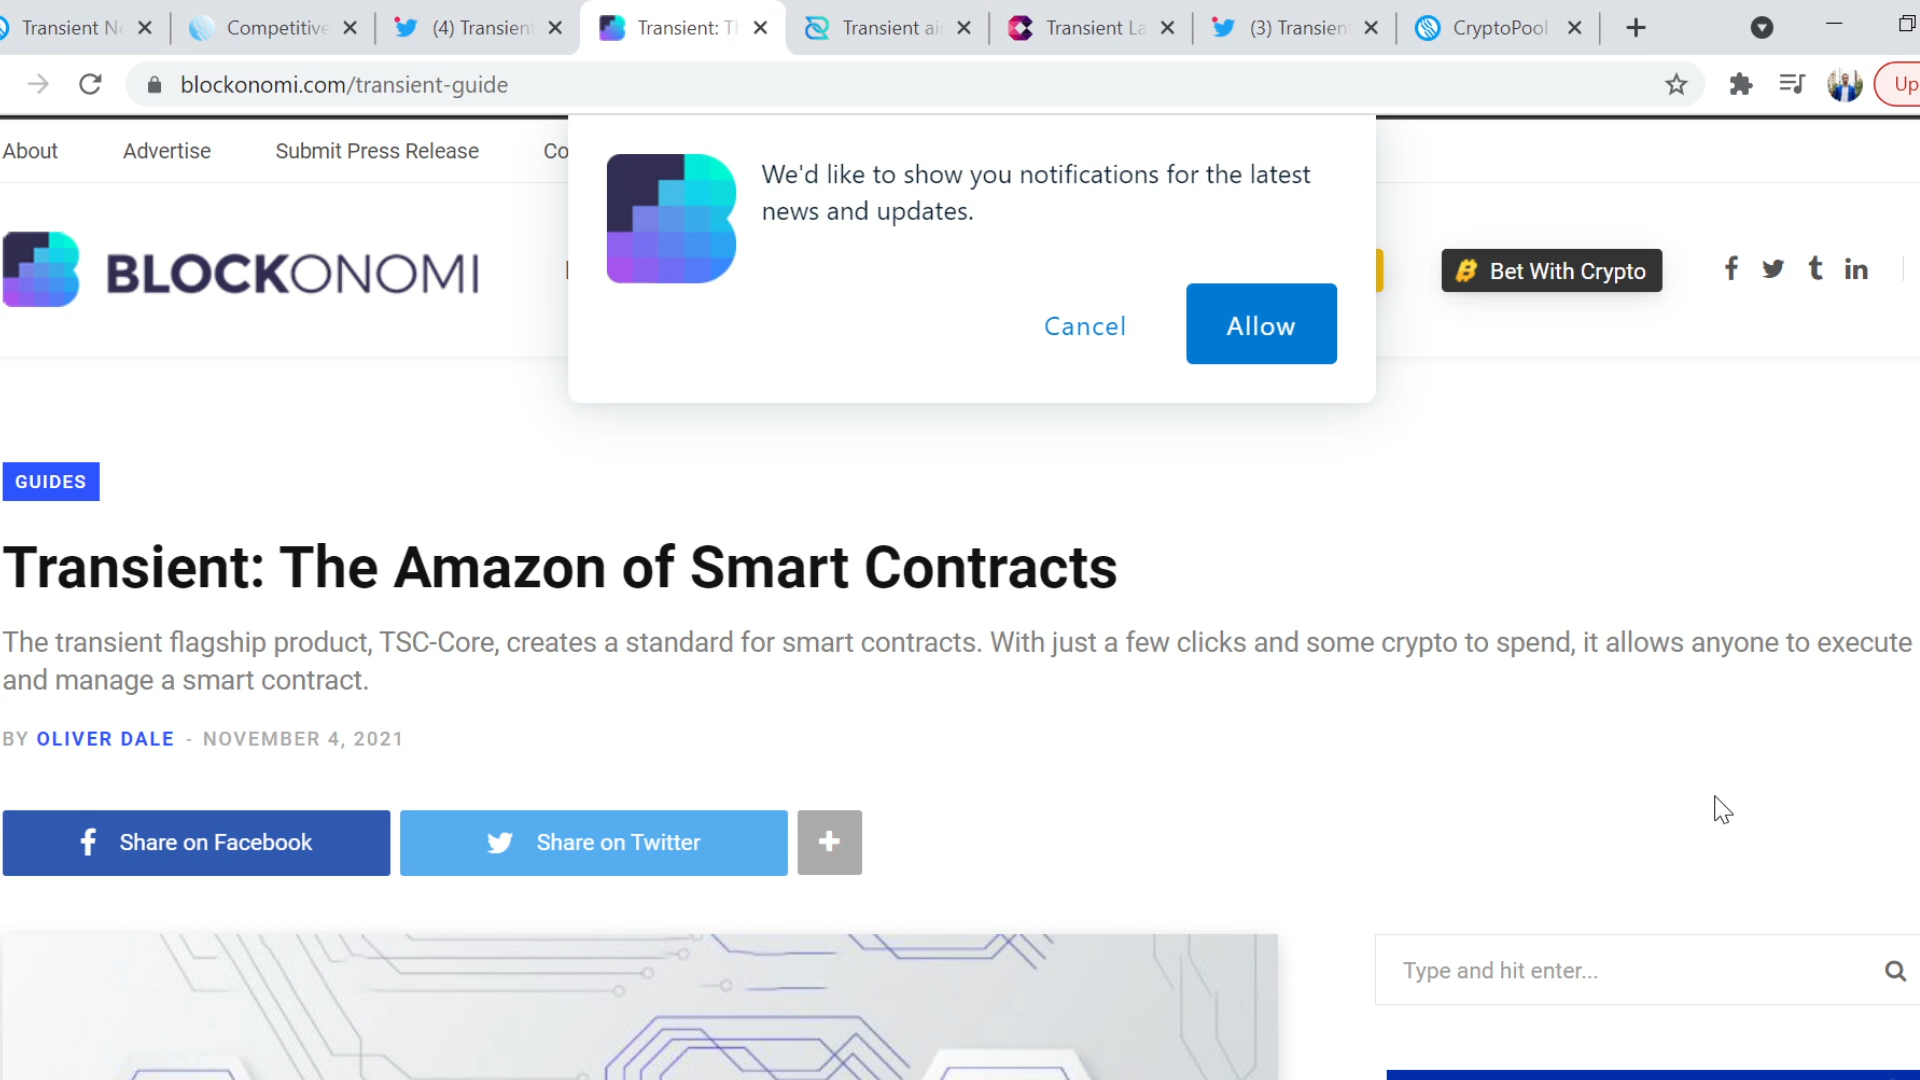 Transient Ne
Competitive
(4) Transient
Transient: Th
Transient ai
Transient La
(3) Transien
CryptoPool
blockonomi.com/transient-guide
Up
About
Advertise
Submit Press Release
Co
We'd like to show you notifications for the latest
news and updates.
Cancel
Allow
BLOCKONOMI
Bet With Crypto
GUIDES
Transient: The Amazon of Smart Contracts
The transient flagship product, TSC-Core, creates a standard for smart contracts. With just a few clicks and some crypto to spend, it allows anyone to execute
and manage a smart contract.
BY OLIVER DALE - NOVEMBER 4, 2021
Share on Facebook
Share on Twitter
Type and hit enter...